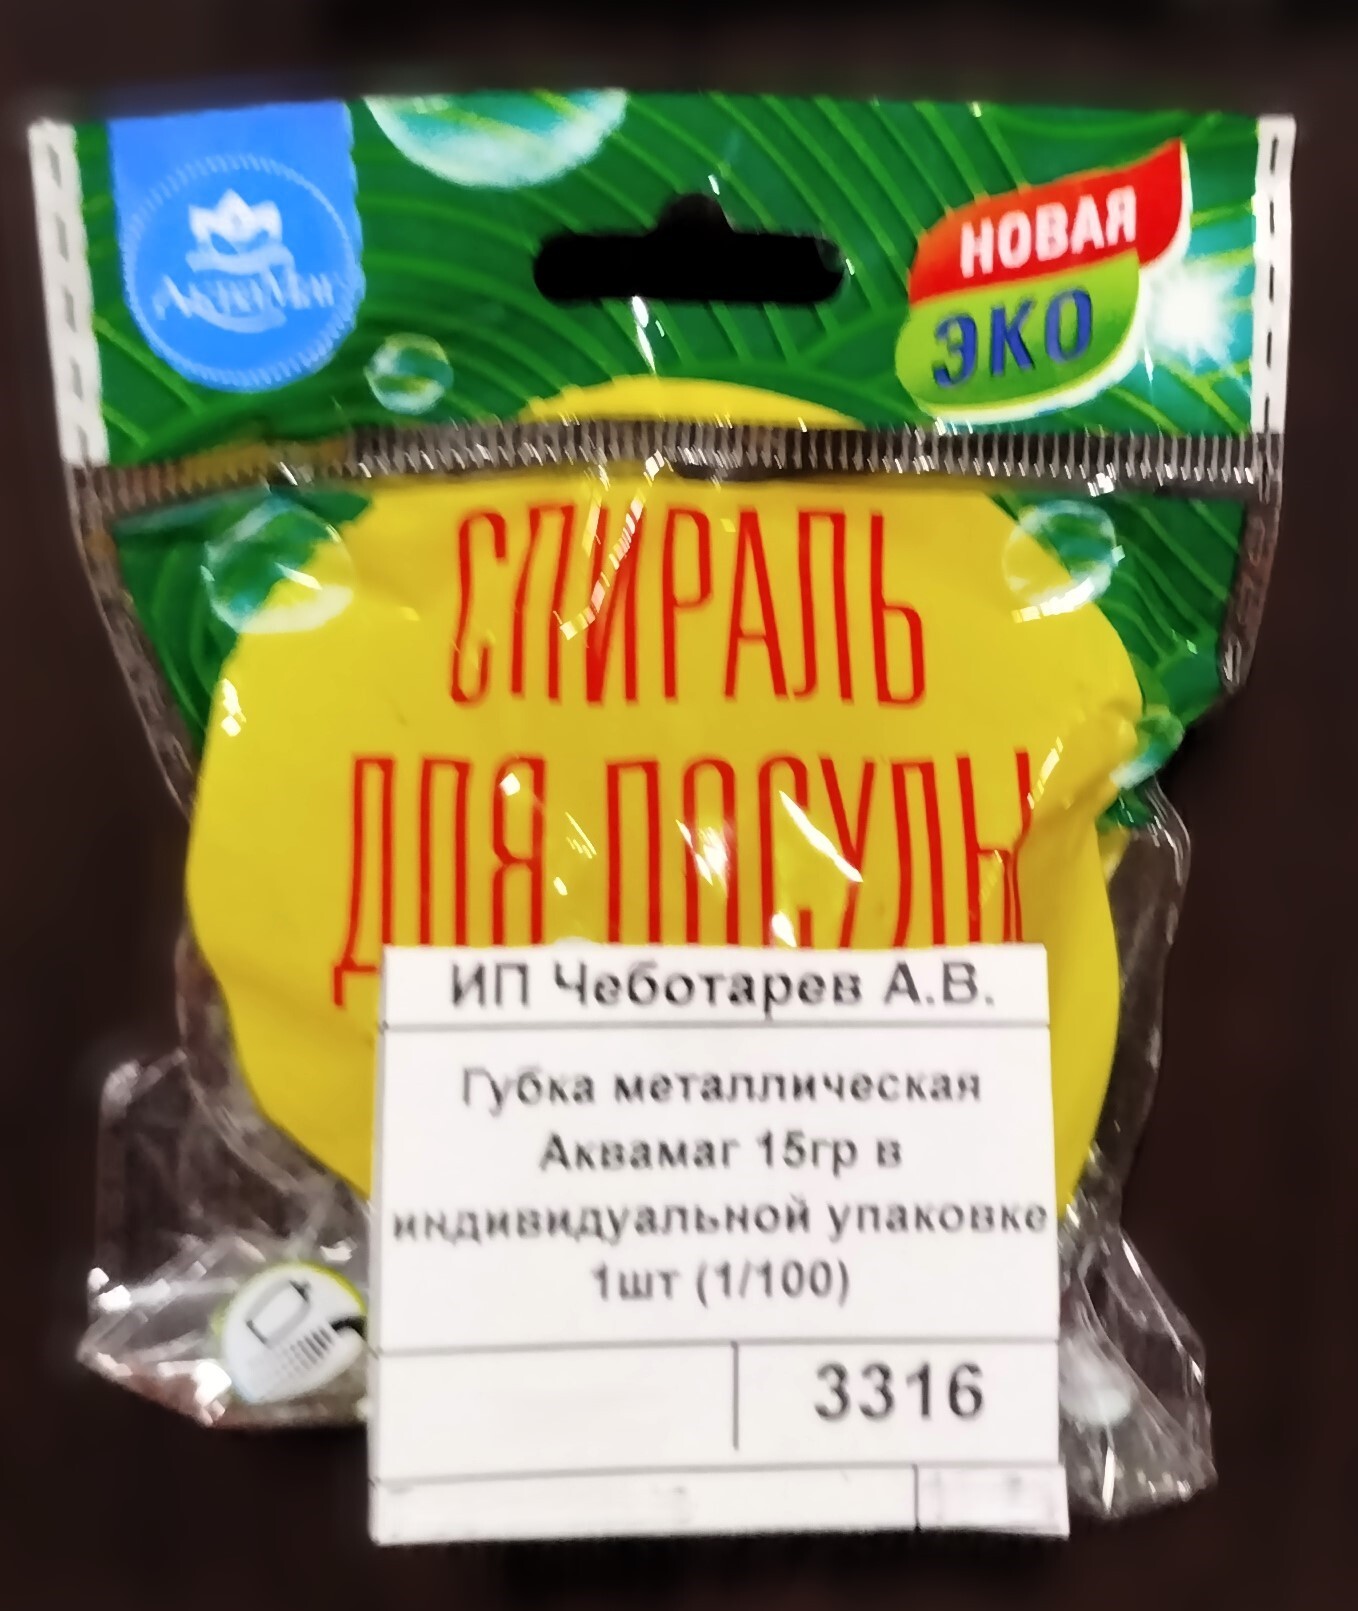 НОВАЯ
ЭКО
СПИРАЛЬ
ДЛЯ ПОСУДЫ
ИП Чеботарев А.В.
Губка металлическая
Аквамаг 15гр в
индивидуальной упаковке
1шт (1/100)
3316